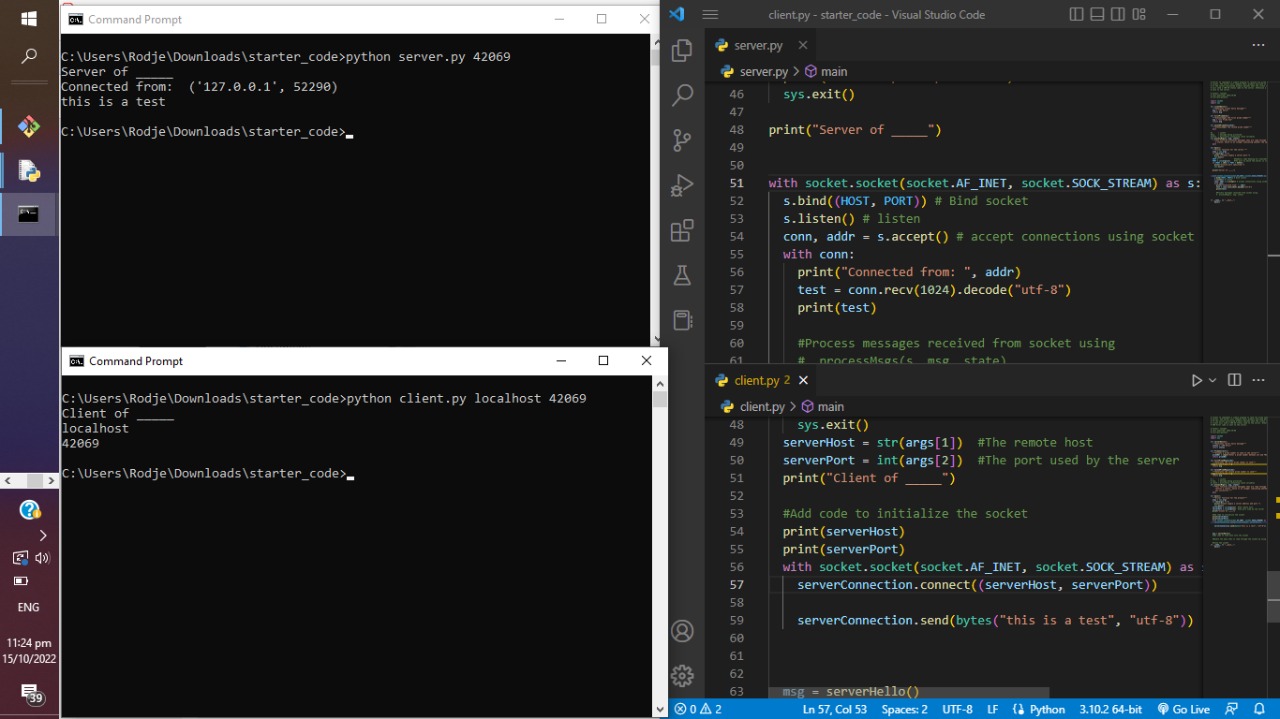 Command Prompt
C:\Users\Rodje\Downloads\starter_code>python server.py 42069
Server of _____
Connected from:  ('127.0.0.1', 52290)
this is a test
C:\Users\Rodje\Downloads\starter_code>
Command Prompt
C:\Users\Rodje\Downloads\starter_code>python client.py localhost 42069
Client of _____
localhost
42069
C:\Users\Rodje\Downloads\starter_code>
ENG
11:24 pm
15/10/2022
39
client.py - starter_code - Visual Studio Code
server.py
server.py > main
46 sys.exit()
47
48 print("Server of _____")
49
50
51 with socket.socket(socket.AF_INET, socket.SOCK_STREAM) as s:
52 s.bind((HOST, PORT)) # Bind socket
53 s.listen() # listen
54 conn, addr = s.accept() # accept connections using socket
55 with conn:
56 print("Connected from: ", addr)
57 test = conn.recv(1024).decode("utf-8")
58 print(test)
59
60 #Process messages received from socket using
61 # processMsgs(s, msg, state)
client.py 2
client.py > main
48 sys.exit()
49 serverHost = str(args[1])  #The remote host
50 serverPort = int(args[2])  #The port used by the server
51 print("Client of _____")
52
53 #Add code to initialize the socket
54 print(serverHost)
55 print(serverPort)
56 with socket.socket(socket.AF_INET, socket.SOCK_STREAM) as
57 serverConnection.connect((serverHost, serverPort))
58
59 serverConnection.send(bytes("this is a test", "utf-8"))
60
61
62
63 msg = serverHello()
0 2 Ln 57, Col 53 Spaces: 2 UTF-8 LF Python 3.10.2 64-bit Go Live